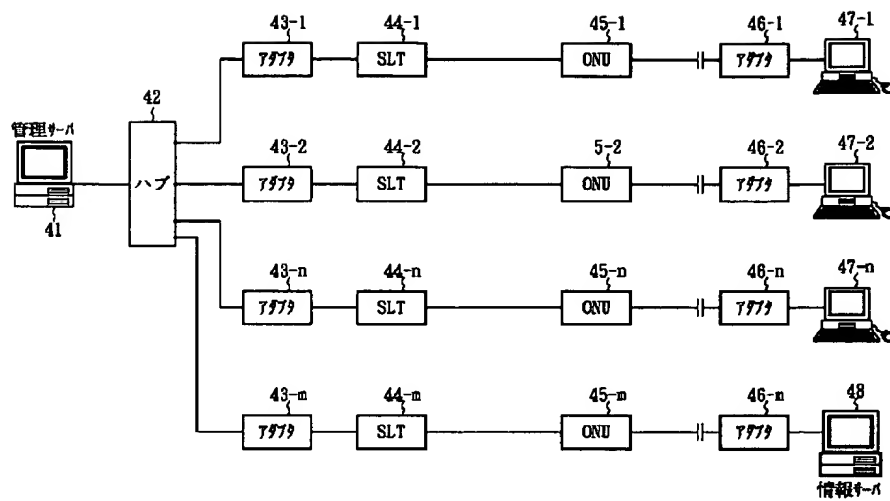 43-1 44-1 45-1 46-1 47-1
アダプタ SLT ONU アダプタ
42
管理サーバ
ハブ
41
43-2 44-2 5-2 46-2 47-2
アダプタ SLT ONU アダプタ
43-n 44-n 45-n 46-n 47-n
アダプタ SLT ONU アダプタ
43-m 44-m 45-m 46-m 48
アダプタ SLT ONU アダプタ
情報サーバ